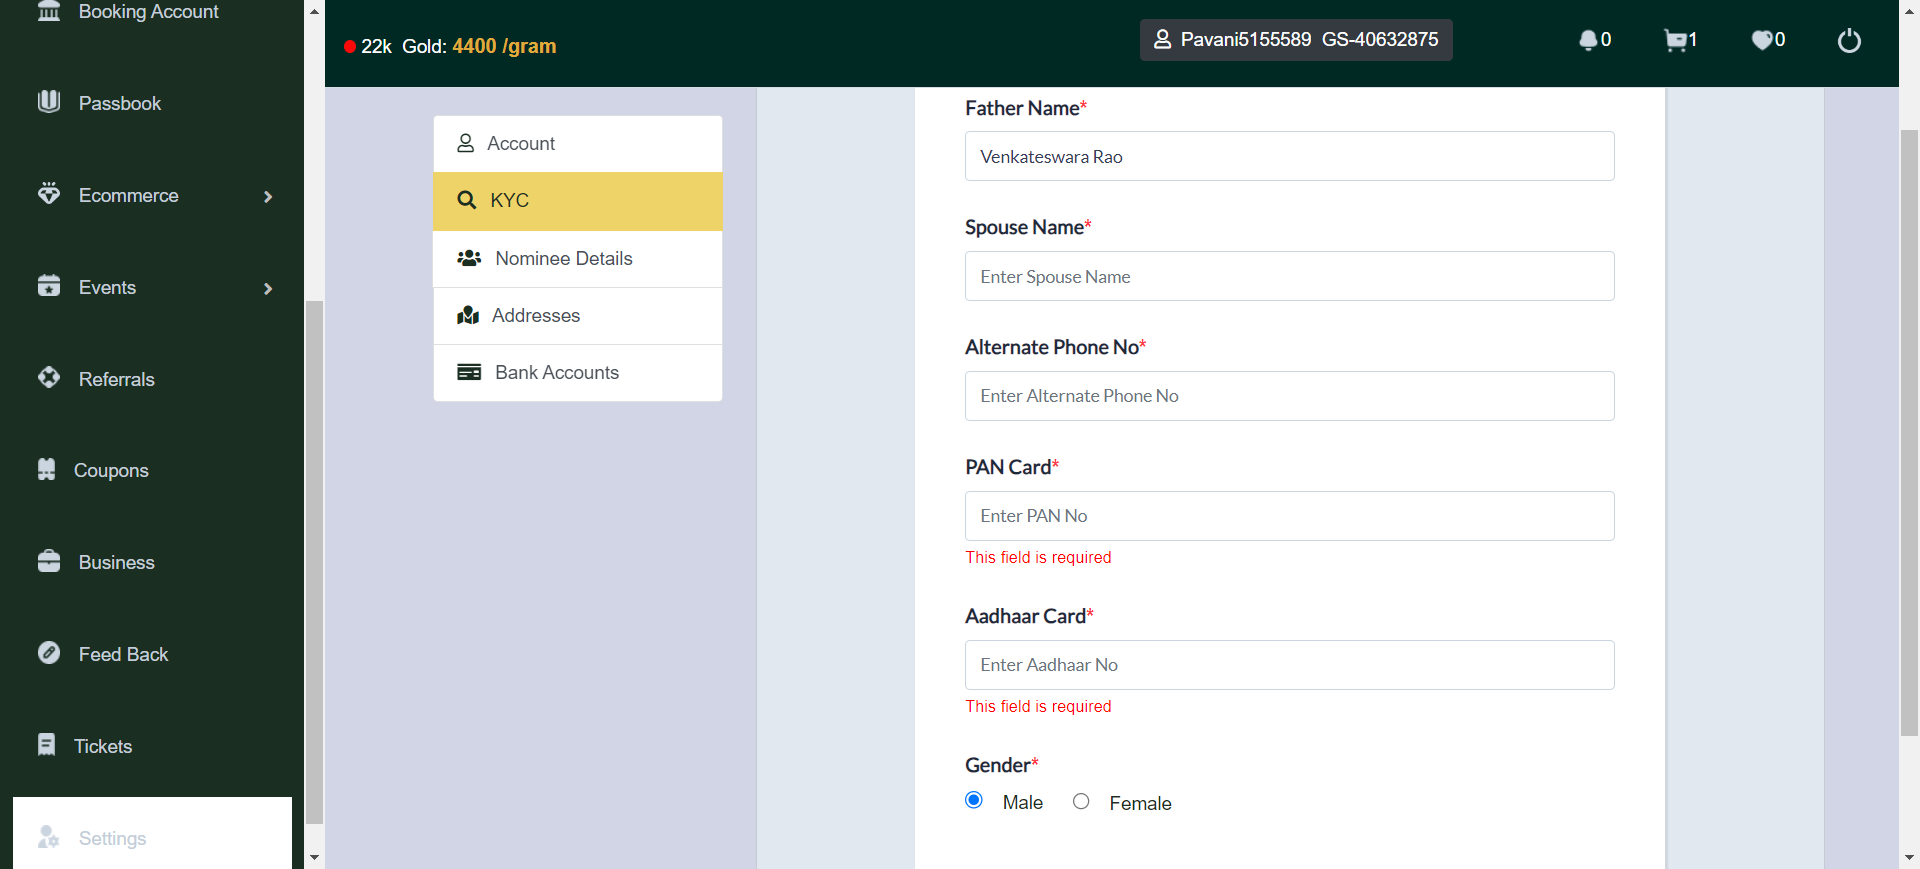 Booking Account
Passbook
Ecommerce
Events
Referrals
Coupons
Business
Feed Back
Tickets
Settings
22k Gold: 4400 /gram
Pavani5155589 GS-40632875
0
1
0
Account
KYC
Nominee Details
Addresses
Bank Accounts
Father Name*
Venkateswara Rao
Spouse Name*
Enter Spouse Name
Alternate Phone No*
Enter Alternate Phone No
PAN Card*
Enter PAN No
This field is required
Aadhaar Card*
Enter Aadhaar No
This field is required
Gender*
Male Female